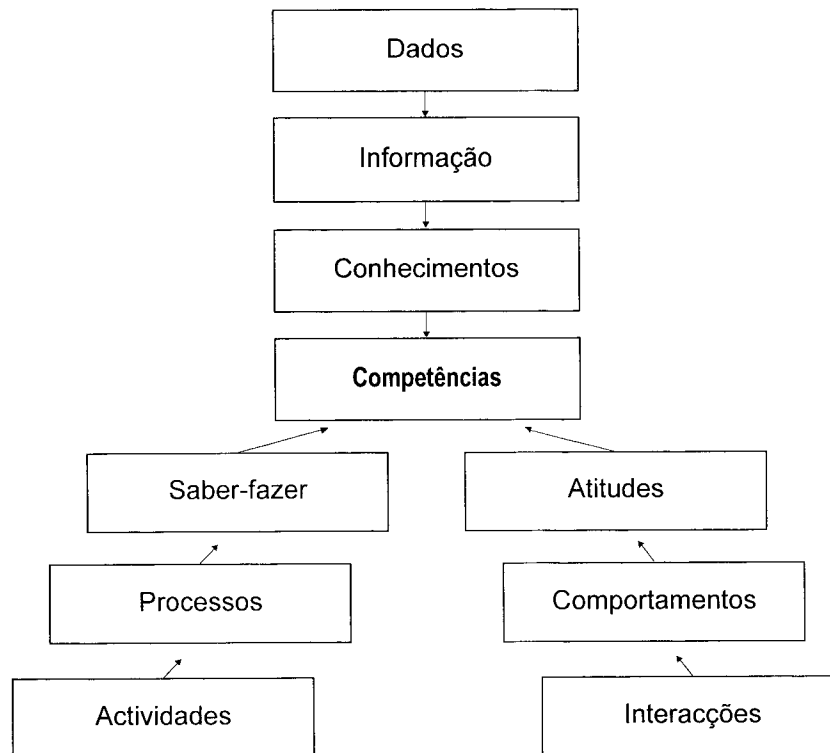 Dados
Informação
Conhecimentos
Competências
Saber-fazer
Atitudes
Processos
Comportamentos
Actividades
Interacções